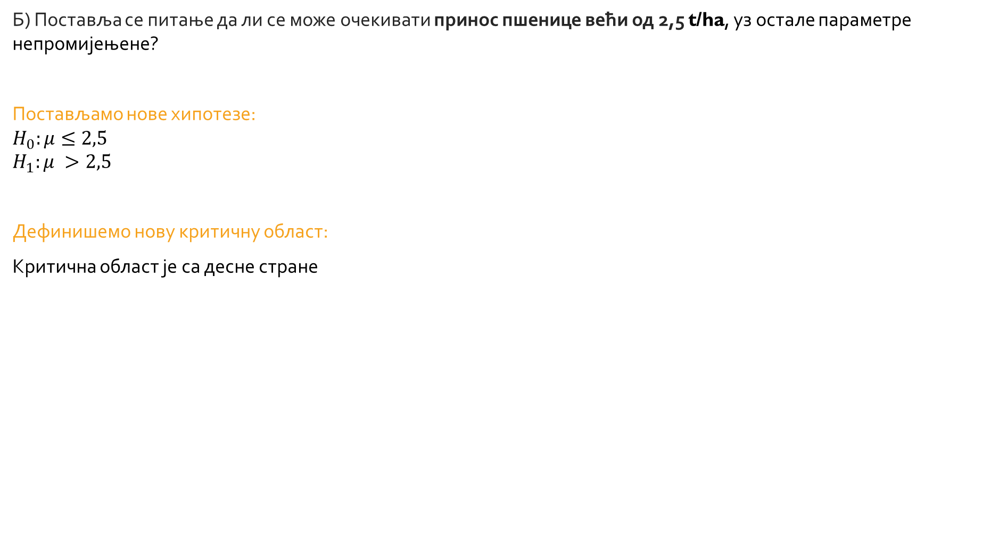 Б) Поставља се питање да ли се може очекивати принос пшенице већи од 2,5 t/ha, уз остале параметре
непромијењене?
Постављамо нове хипотезе:
𝐻₀: 𝜇 ≤ 2,5
𝐻₁: 𝜇 > 2,5
Дефинишемо нову критичну област:
Критична област је са десне стране